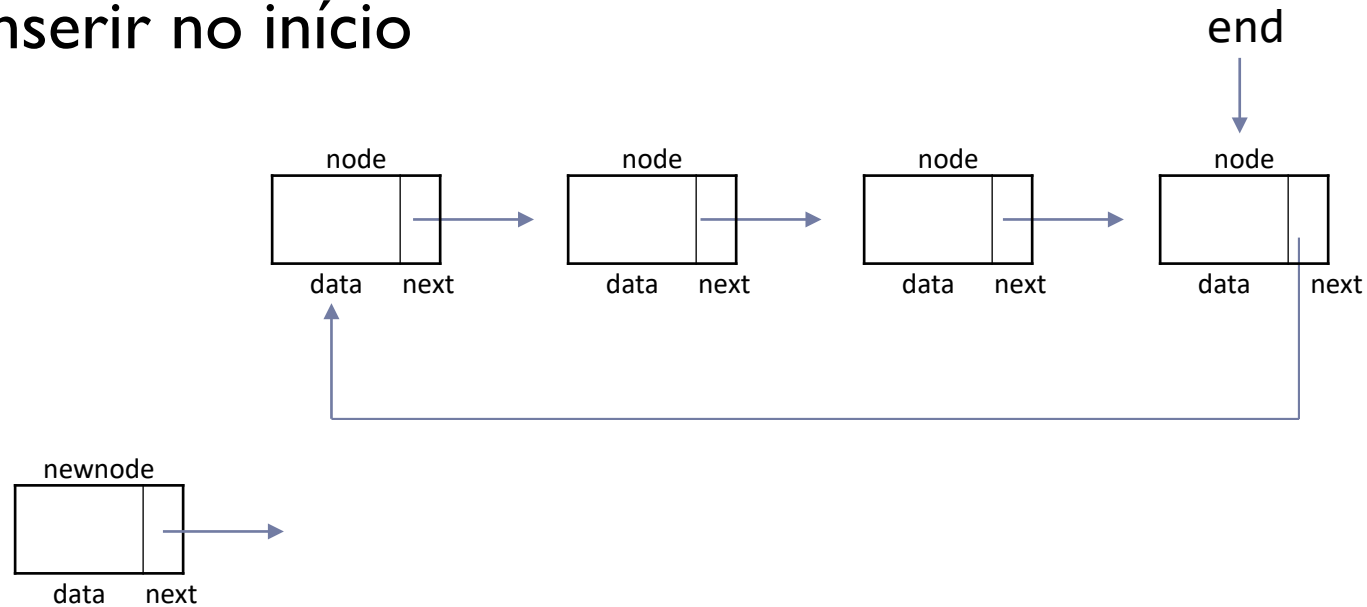 nserir no início
end
node node node node
data next data next data next data next
newnode
data next